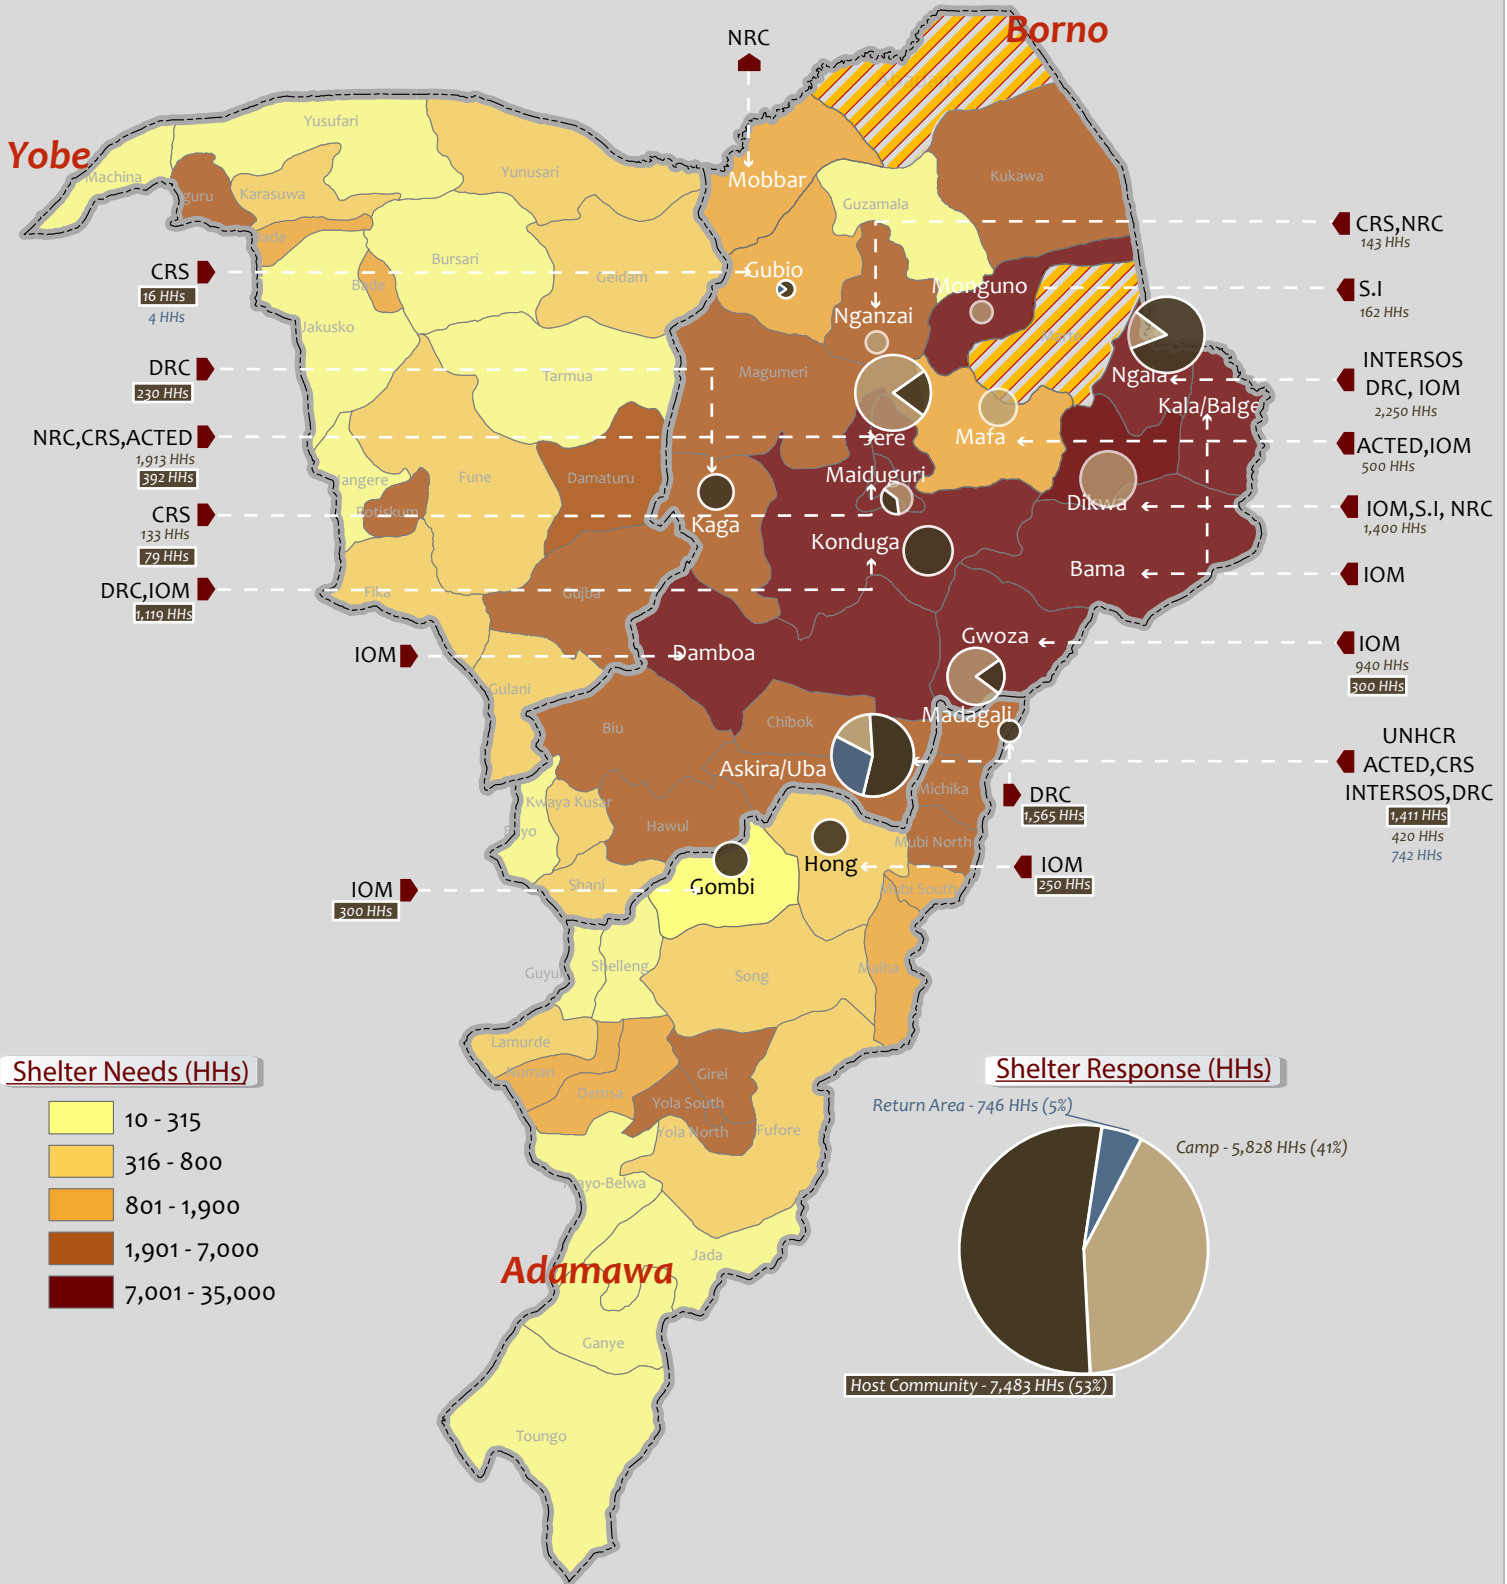 Borno
NRC
Yobe
Yusufari
Machina
Yunusari
Karasuwa
Mobbar
Abadam
Kukawa
Guzamala
CRS,NRC
143 HHs
Bursari
Geidam
Bade
Jakusko
CRS
16 HHs
4 HHs
Gubio
Monguno
S.I
162 HHs
Nganzai
Marte
Magumeri
Tarmua
DRC
230 HHs
Ngala
INTERSOS
DRC, IOM
2,250 HHs
Kala/Balge
NRC,CRS,ACTED
1,913 HHs
392 HHs
Jere
Mafa
ACTED,IOM
500 HHs
Fune
Damaturu
Maiduguri
Dikwa
IOM,S.I, NRC
1,400 HHs
Potiskum
CRS
133 HHs
79 HHs
Kaga
Konduga
Bama
IOM
DRC,IOM
1,119 HHs
Fika
Gujba
Gwoza
IOM
940 HHs
300 HHs
IOM
Damboa
Gulani
Biu
Chibok
Madagali
Askira/Uba
UNHCR
ACTED,CRS
INTERSOS,DRC
1,411 HHs
420 HHs
742 HHs
Michika
DRC
1,565 HHs
Kwaya Kusar
Hawul
Mubi North
Hong
IOM
250 HHs
IOM
300 HHs
Shani
Gombi
Mubi South
Guyuk
Shelleng
Song
Maiha
Lamurde
Numan
Demsa
Girei
Yola South
Yola North
Fufore
Mayo-Belwa
Jada
Adamawa
Ganye
Toungo
Shelter Needs (HHs)
10 - 315
316 - 800
801 - 1,900
1,901 - 7,000
7,001 - 35,000
Shelter Response (HHs)
Return Area - 746 HHs (5%)
Camp - 5,828 HHs (41%)
Host Community - 7,483 HHs (53%)